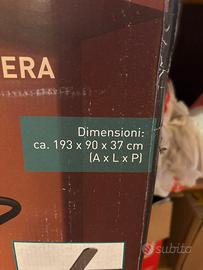 ERA
Dimensioni:
ca. 193 x 90 x 37 cm
(A x L x P)
subito